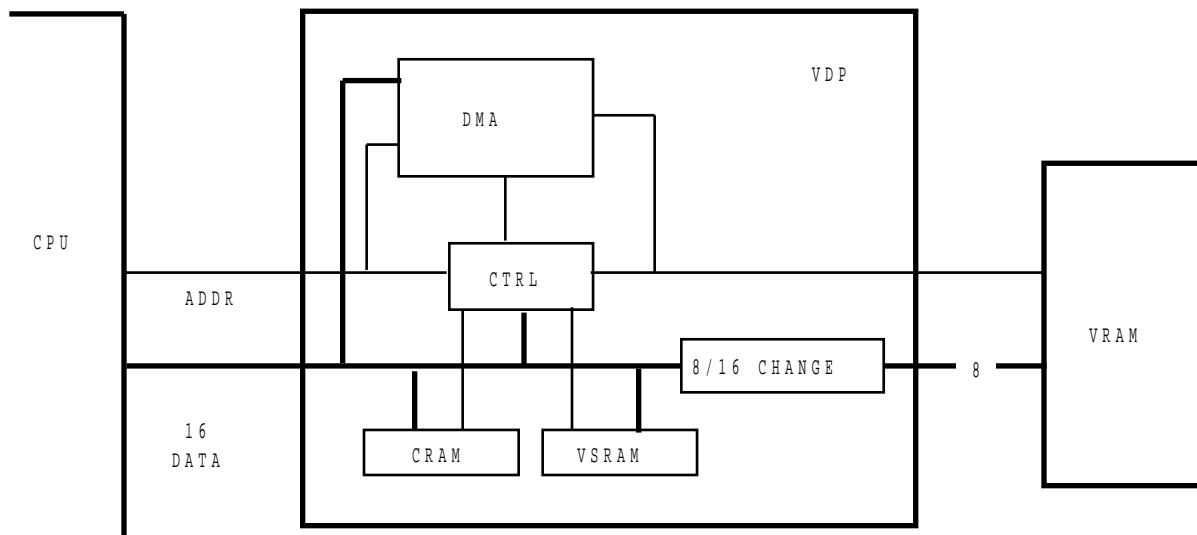 VDP
DMA
CPU
CTRL
ADDR
VRAM
8/16 CHANGE
8
16
DATA
CRAM
VSRAM